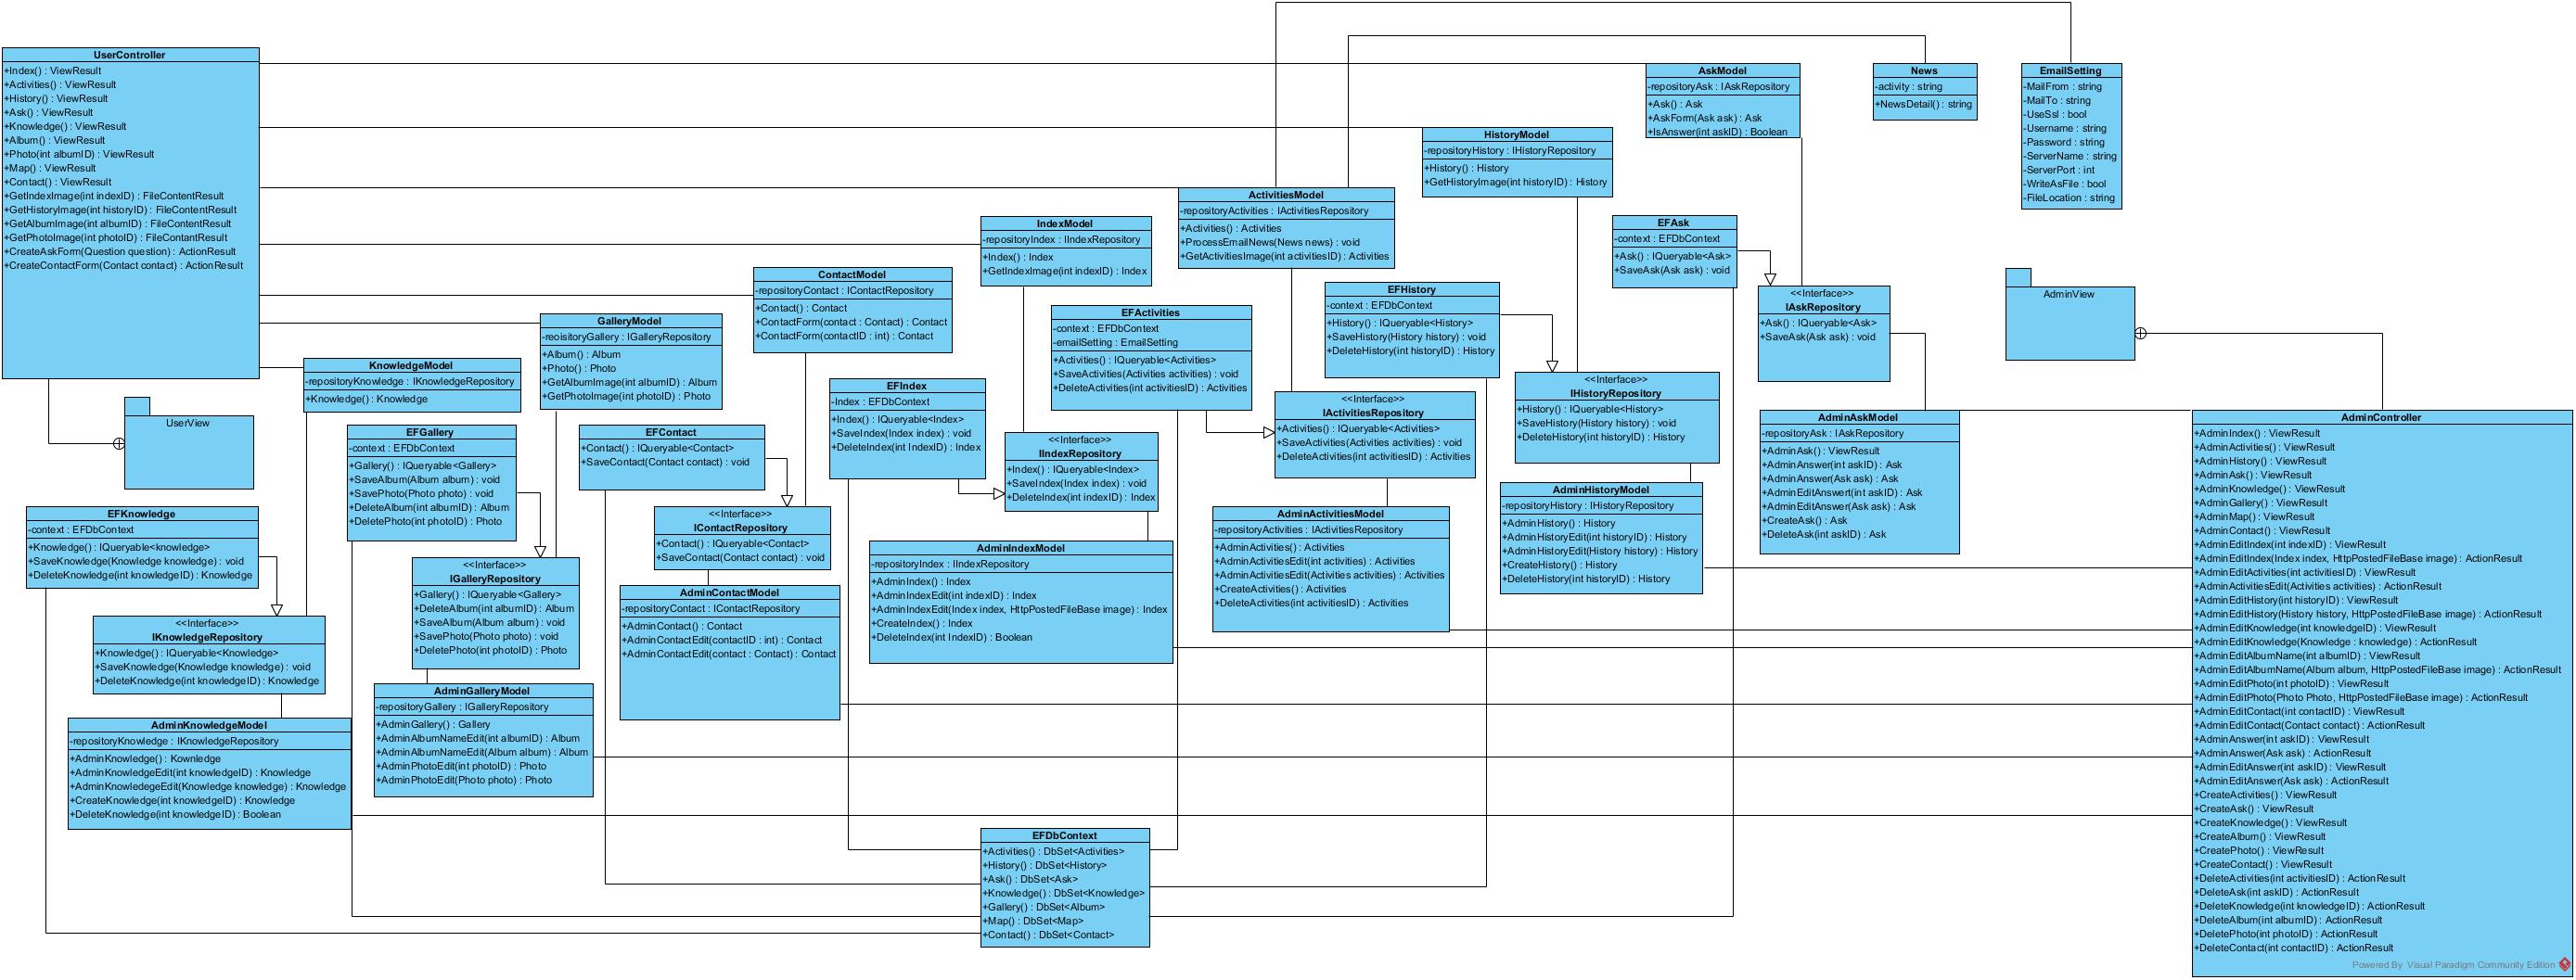 UserController
+Index() : ViewResult
+Activities() : ViewResult
+History() : ViewResult
+Ask() : ViewResult
+Knowledge() : ViewResult
+Album() : ViewResult
+Photo(int albumID) : ViewResult
+Map() : ViewResult
+Contact() : ViewResult
+GetIndexImage(int indexID) : FileContentResult
+GetHistoryImage(int historyID) : FileContentResult
+GetAlbumImage(int albumID) : FileContentResult
+GetPhotoImage(int photoID) : FileContantResult
+CreateAskForm(Question question) : ActionResult
+CreateContactForm(Contact contact) : ActionResult
AskModel
-repositoryAsk : IAskRepository
+Ask() : Ask
+AskForm(Ask ask) : Ask
+IsAnswer(int askID) : Boolean
News
-activity : string
+NewsDetail() : string
EmailSetting
-MailFrom : string
-MailTo : string
-UseSsl : bool
-Username : string
-Password : string
-ServerName : string
-ServerPort : int
-WriteAsFile : bool
-FileLocation : string
HistoryModel
-repositoryHistory : IHistoryRepository
+History() : History
+GetHistoryImage(int historyID) : History
ActivitiesModel
-repositoryActivities : IActivitiesRepository
+Activities() : Activities
+ProcessEmailNews(News news) : void
+GetActivitiesImage(int activitiesID) : Activities
IndexModel
-repositoryIndex : IIndexRepository
+Index() : Index
+GetIndexImage(int indexID) : Index
EFAsk
-context : EFDbContext
+Ask() : IQueryable<Ask>
+SaveAsk(Ask ask) : void
ContactModel
-repositoryContact : IContactRepository
+Contact() : Contact
+ContactForm(contact : Contact) : Contact
+ContactForm(contactID : int) : Contact
EFHistory
-context : EFDbContext
+History() : IQueryable<History>
+SaveHistory(History history) : void
+DeleteHistory(int historyID) : History
<<Interface>>
IAskRepository
+Ask() : IQueryable<Ask>
+SaveAsk(Ask ask) : void
AdminView
GalleryModel
-reoisitoryGallery : IGalleryRepository
+Album() : Album
+Photo() : Photo
+GetAlbumImage(int albumID) : Album
+GetPhotoImage(int photoID) : Photo
EFActivities
-context : EFDbContext
-emailSetting : EmailSetting
+Activities() : IQueryable<Activities>
+SaveActivities(Activities activities) : void
+DeleteActivities(int activitiesID) : Activities
KnowledgeModel
-repositoryKnowledge : IKnowledgeRepository
+Knowledge() : Knowledge
EFIndex
-Index : EFDbContext
+Index() : IQueryable<Index>
+SaveIndex(Index index) : void
+DeleteIndex(int IndexID) : Index
<<Interface>>
IActivitiesRepository
+Activities() : IQueryable<Activities>
+SaveActivities(Activities activities) : void
+DeleteActivities(int activitiesID) : Activities
<<Interface>>
IHistoryRepository
+History() : IQueryable<History>
+SaveHistory(History history) : void
+DeleteHistory(int historyID) : History
UserView
EFGallery
-context : EFDbContext
+Gallery() : IQueryable<Gallery>
+SaveAlbum(Album album) : void
+SavePhoto(Photo photo) : void
+DeleteAlbum(int albumID) : Album
+DeletePhoto(int photoID) : Photo
EFContact
+Contact() : IQueryable<Contact>
+SaveContact(Contact contact) : void
<<Interface>>
IIndexRepository
+Index() : IQueryable<Index>
+SaveIndex(Index index) : void
+DeleteIndex(int indexID) : Index
AdminAskModel
-repositoryAsk : IAskRepository
+AdminAsk() : ViewResult
+AdminAnswer(int askID) : Ask
+AdminAnswer(Ask ask) : Ask
+AdminEditAnswert(int askID) : Ask
+AdminEditAnswer(Ask ask) : Ask
+CreateAsk() : Ask
+DeleteAsk(int askID) : Ask
AdminController
+AdminIndex() : ViewResult
+AdminActivities() : ViewResult
+AdminHistory() : ViewResult
+AdminAsk() : ViewResult
+AdminKnowledge() : ViewResult
+AdminGallery() : ViewResult
+AdminMap() : ViewResult
+AdminContact() : ViewResult
+AdminEditIndex(int indexID) : ViewResult
+AdminEditIndex(Index index, HttpPostedFileBase image) : ActionResult
+AdminEditActivities(int activitiesID) : ViewResult
+AdminActivitiesEdit(Activities activities) : ActionResult
+AdminEditHistory(int historyID) : ViewResult
+AdminEditHistory(History history, HttpPostedFileBase image) : ActionResult
+AdminEditKnowledge(int knowledgeID) : ViewResult
+AdminEditKnowledge(Knowledge : knowledge) : ActionResult
+AdminEditAlbumName(int albumID) : ViewResult
+AdminEditAlbumName(Album album, HttpPostedFileBase image) : ActionResult
+AdminEditPhoto(int photoID) : ViewResult
+AdminEditPhoto(Photo Photo, HttpPostedFileBase image) : ActionResult
+AdminEditContact(int contactID) : ViewResult
+AdminEditContact(Contact contact) : ActionResult
+AdminAnswer(int askID) : ViewResult
+AdminAnswer(Ask ask) : ActionResult
+AdminEditAnswer(int askID) : ViewResult
+AdminEditAnswer(Ask ask) : ActionResult
+CreateActivities() : ViewResult
+CreateAsk() : ViewResult
+CreateKnowledge() : ViewResult
+CreateAlbum() : ViewResult
+CreatePhoto() : ViewResult
+CreateContact() : ViewResult
+DeleteActivities(int activitiesID) : ActionResult
+DeleteAsk(int askID) : ActionResult
+DeleteKnowledge(int knowledgeID) : ActionResult
+DeleteAlbum(int albumID) : ActionResult
+DeletePhoto(int photoID) : ActionResult
+DeleteContact(int contactID) : ActionResult
EFKnowledge
-context : EFDbContext
+Knowledge() : IQueryable<knowledge>
+SaveKnowledge(Knowledge knowledge) : void
+DeleteKnowledge(int knowledgeID) : Knowledge
<<Interface>>
IContactRepository
+Contact() : IQueryable<Contact>
+SaveContact(Contact contact) : void
AdminActivitiesModel
-repositoryActivities : IActivitiesRepository
+AdminActivities() : Activities
+AdminActivitiesEdit(int activities) : Activities
+AdminActivitiesEdit(Activities activities) : Activities
+CreateActivities() : Activities
+DeleteActivities(int activitiesID) : Activities
AdminHistoryModel
-repositoryHistory : IHistoryRepository
+AdminHistory() : History
+AdminHistoryEdit(int historyID) : History
+AdminHistoryEdit(History history) : History
+CreateHistory() : History
+DeleteHistory(int historyID) : History
<<Interface>>
IGalleryRepository
+Gallery() : IQueryable<Gallery>
+DeleteAlbum(int albumID) : Album
+SaveAlbum(Album album) : void
+SavePhoto(Photo photo) : void
+DeletePhoto(int photoID) : Photo
AdminIndexModel
-repositoryIndex : IIndexRepository
+AdminIndex() : Index
+AdminIndexEdit(int indexID) : Index
+AdminIndexEdit(Index index, HttpPostedFileBase image) : Index
+CreateIndex() : Index
+DeleteIndex(int IndexID) : Boolean
AdminContactModel
-repositoryContact : IContactRepository
+AdminContact() : Contact
+AdminContactEdit(contactID : int) : Contact
+AdminContactEdit(contact : Contact) : Contact
<<Interface>>
IKnowledgeRepository
+Knowledge() : IQueryable<Knowledge>
+SaveKnowledge(Knowledge knowledge) : void
+DeleteKnowledge(int knowledgeID) : Knowledge
AdminGalleryModel
-repositoryGallery : IGalleryRepository
+AdminGallery() : Gallery
+AdminAlbumNameEdit(int albumID) : Album
+AdminAlbumNameEdit(Album album) : Album
+AdminPhotoEdit(int photoID) : Photo
+AdminPhotoEdit(Photo photo) : Photo
AdminKnowledgeModel
-repositoryKnowledge : IKnowledgeRepository
+AdminKnowledge() : Kownledge
+AdminKnowledgeEdit(int knowledgeID) : Knowledge
+AdminKnowledegeEdit(Knowledge knowledge) : Knowledge
+CreateKnowledge(int knowledgeID) : Knowledge
+DeleteKnowledge(int knowledgeID) : Boolean
EFDbContext
+Activities() : DbSet<Activities>
+History() : DbSet<History>
+Ask() : DbSet<Ask>
+Knowledge() : DbSet<Knowledge>
+Gallery() : DbSet<Album>
+Map() : DbSet<Map>
+Contact() : DbSet<Contact>
Powered By Visual Paradigm Community Edition